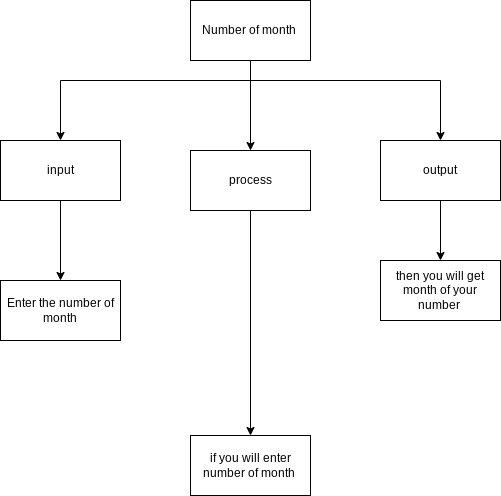 Number of month
input
process
output
Enter the number of
month
then you will get
month of your
number
if you will enter
number of month